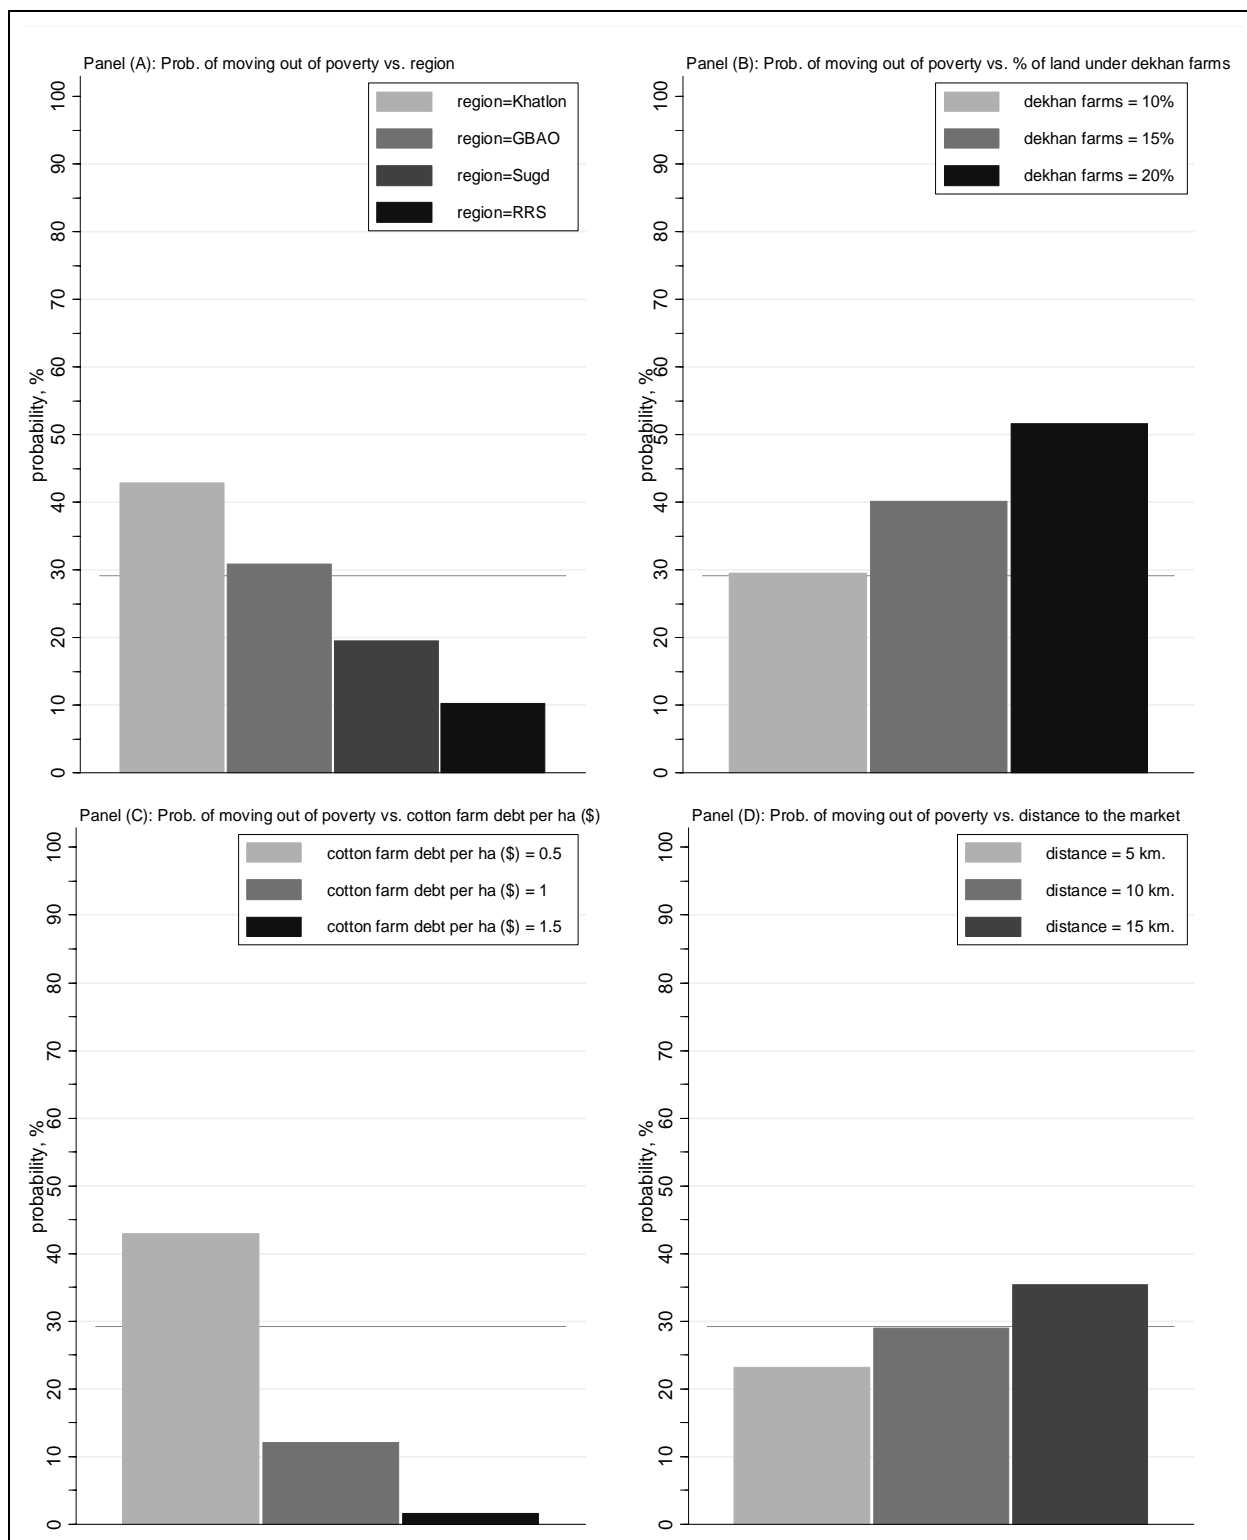 Panel (A): Prob. of moving out of poverty vs. region
probability, %
0 10 20 30 40 50 60 70 80 90 100
region=Khatlon
region=GBAO
region=Sugd
region=RRS
Panel (B): Prob. of moving out of poverty vs. % of land under dekhan farms
probability, %
0 10 20 30 40 50 60 70 80 90 100
dekhan farms = 10%
dekhan farms = 15%
dekhan farms = 20%
Panel (C): Prob. of moving out of poverty vs. cotton farm debt per ha ($)
probability, %
0 10 20 30 40 50 60 70 80 90 100
cotton farm debt per ha ($) = 0.5
cotton farm debt per ha ($) = 1
cotton farm debt per ha ($) = 1.5
Panel (D): Prob. of moving out of poverty vs. distance to the market
probability, %
0 10 20 30 40 50 60 70 80 90 100
distance = 5 km.
distance = 10 km.
distance = 15 km.